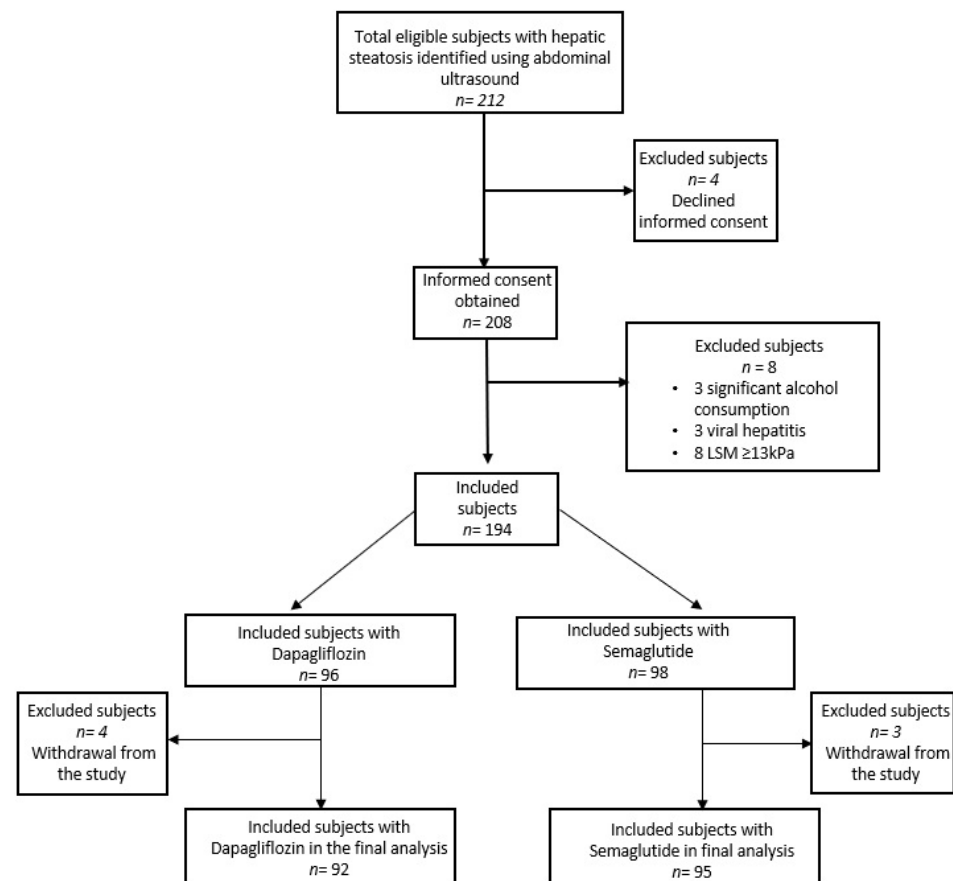 Total eligible subjects with hepatic
steatosis identified using abdominal
ultrasound
n= 212
Excluded subjects
n= 4
Declined
informed consent
Informed consent
obtained
n= 208
Excluded subjects
n = 8
• 3 significant alcohol
consumption
• 3 viral hepatitis
• 8 LSM ≥13kPa
Included
subjects
n= 194
Included subjects with
Dapagliflozin
n= 96
Included subjects with
Semaglutide
n= 98
Excluded subjects
n= 4
Withdrawal from
the study
Excluded subjects
n= 3
Withdrawal from
the study
Included subjects with
Dapagliflozin in the final analysis
n= 92
Included subjects with
Semaglutide in final analysis
n= 95